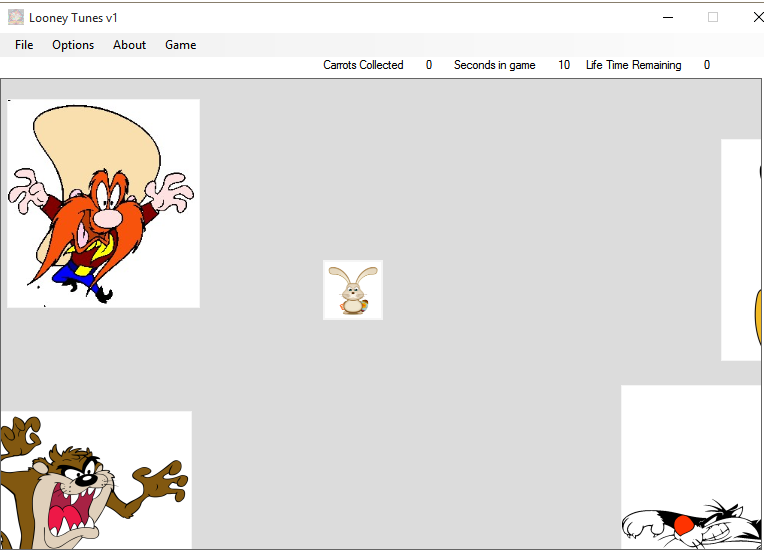 Looney Tunes v1
File Options About Game
Carrots Collected 0 Seconds in game 10 Life Time Remaining 0